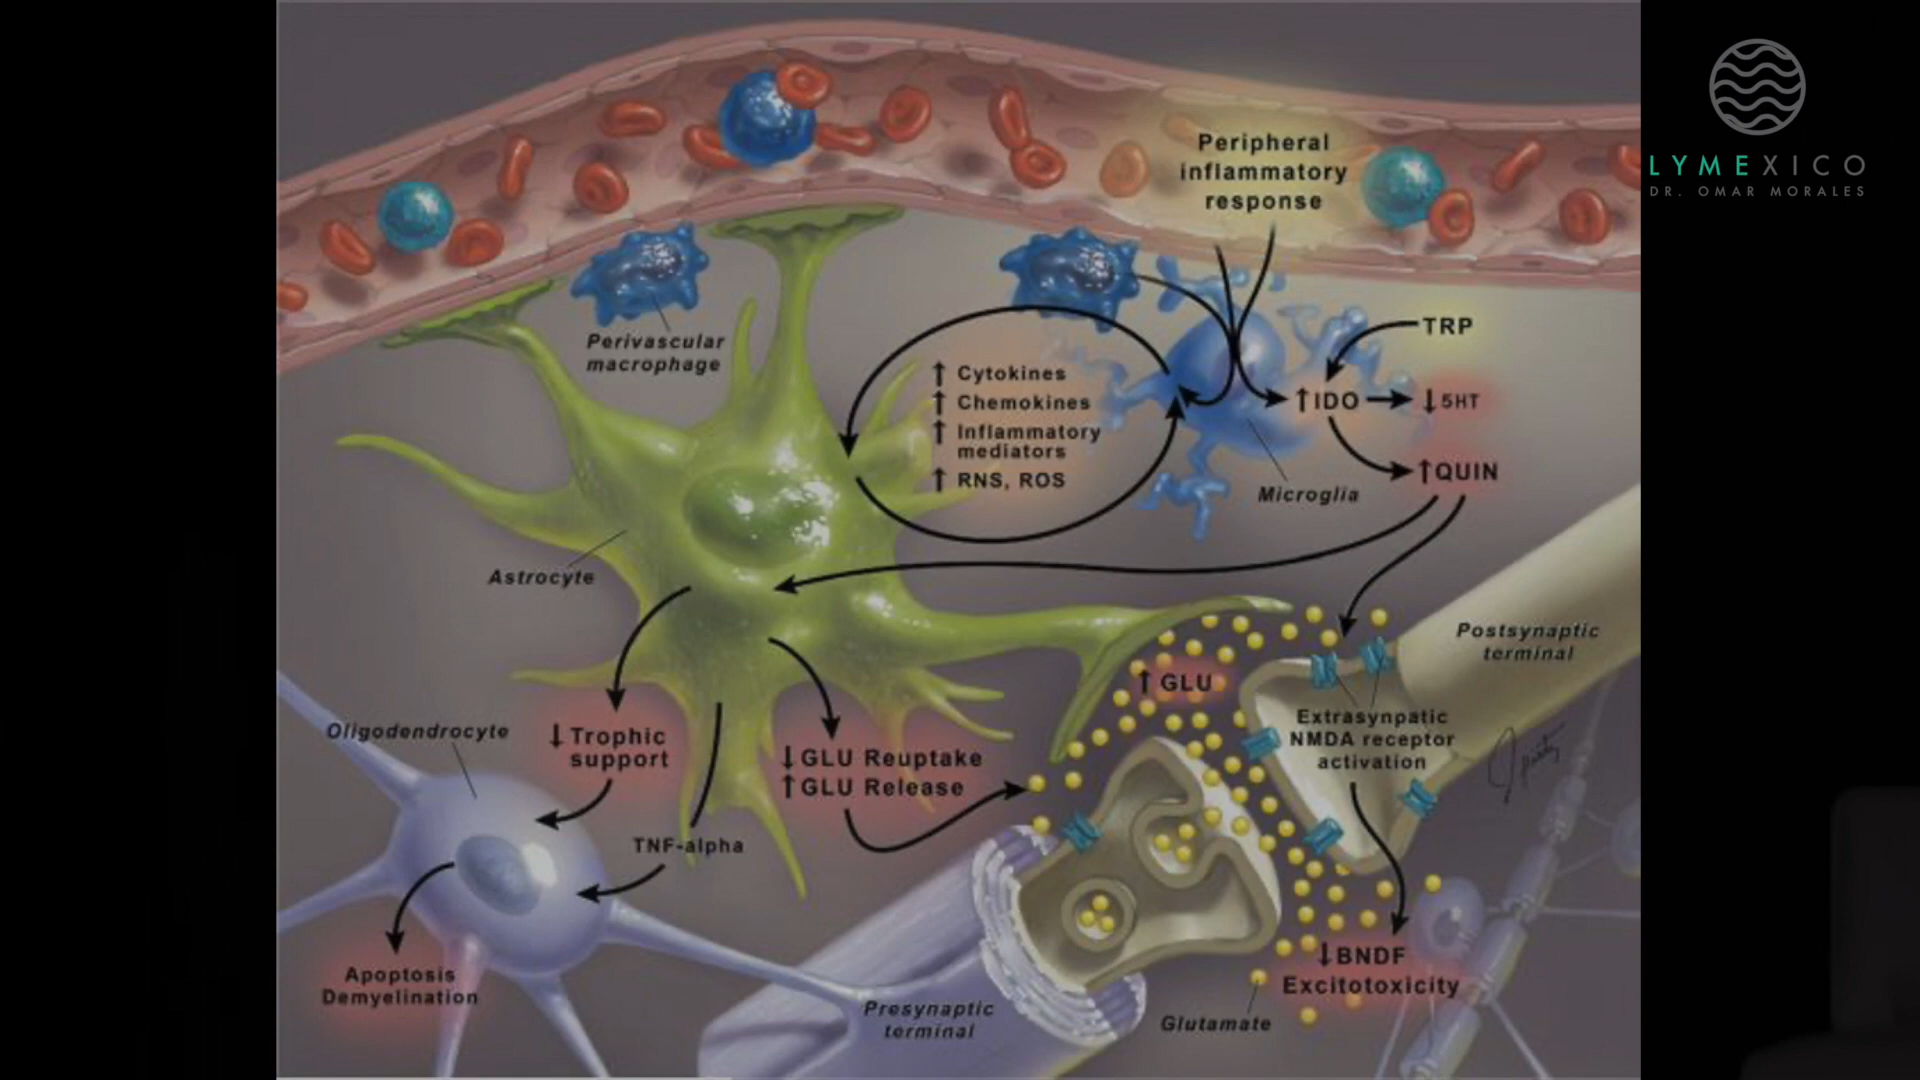 LYMEXICO
DR. OMAR MORALES
Peripheral
inflammatory
response
Perivascular
macrophage
TRP
↑ Cytokines
↑ Chemokines
↑ Inflammatory
mediators
↑ RNS, ROS
↑IDO
↓5HT
↑QUIN
Microglia
Astrocyte
Postsynaptic
terminal
↑ GLU
Oligodendrocyte
↓Trophic
support
↓GLU Reuptake
↑GLU Release
Extrasynpatic
NMDA receptor
activation
TNF-alpha
↓BNDF
Excitotoxicity
Apoptosis
Demyelination
Presynaptic
terminal
Glutamate